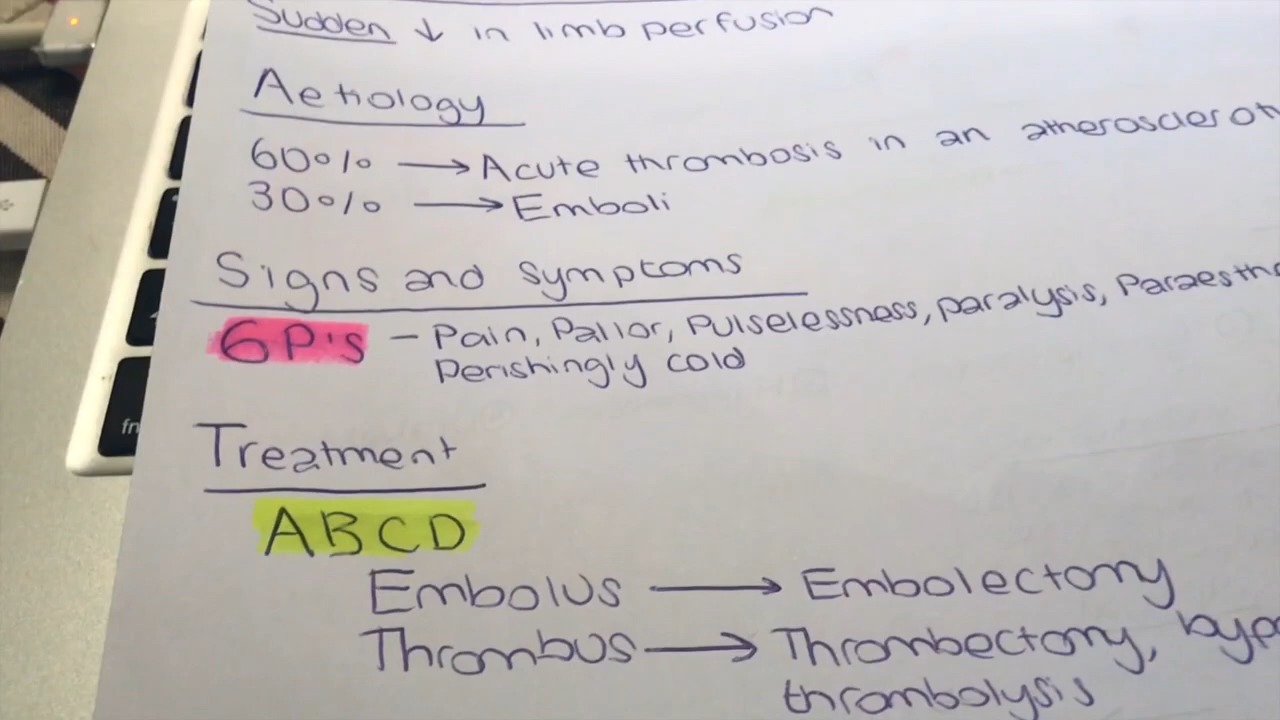 Sudden ↓ in limb perfusion
Aetiology
60% → Acute thrombosis in an
30% → Emboli
Signs and symptoms
6P's - Pain, Pallor, Pulselessness, paralysis,
Perishingly cold
Treatment
ABCD
Embolus → Embolectomy
Thrombus → Thrombectomy,
thrombolysis
fn